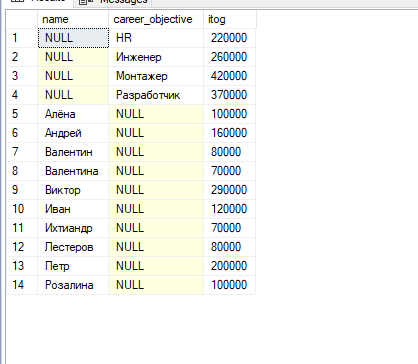 Messages
name career_objective itog
1 NULL HR 220000
2 NULL Инженер 260000
3 NULL Монтажер 420000
4 NULL Разработчик 370000
5 Алёна NULL 100000
6 Андрей NULL 160000
7 Валентин NULL 80000
8 Валентина NULL 70000
9 Виктор NULL 290000
10 Иван NULL 120000
11 Ихтиандр NULL 70000
12 Лестеров NULL 80000
13 Петр NULL 200000
14 Розалина NULL 100000